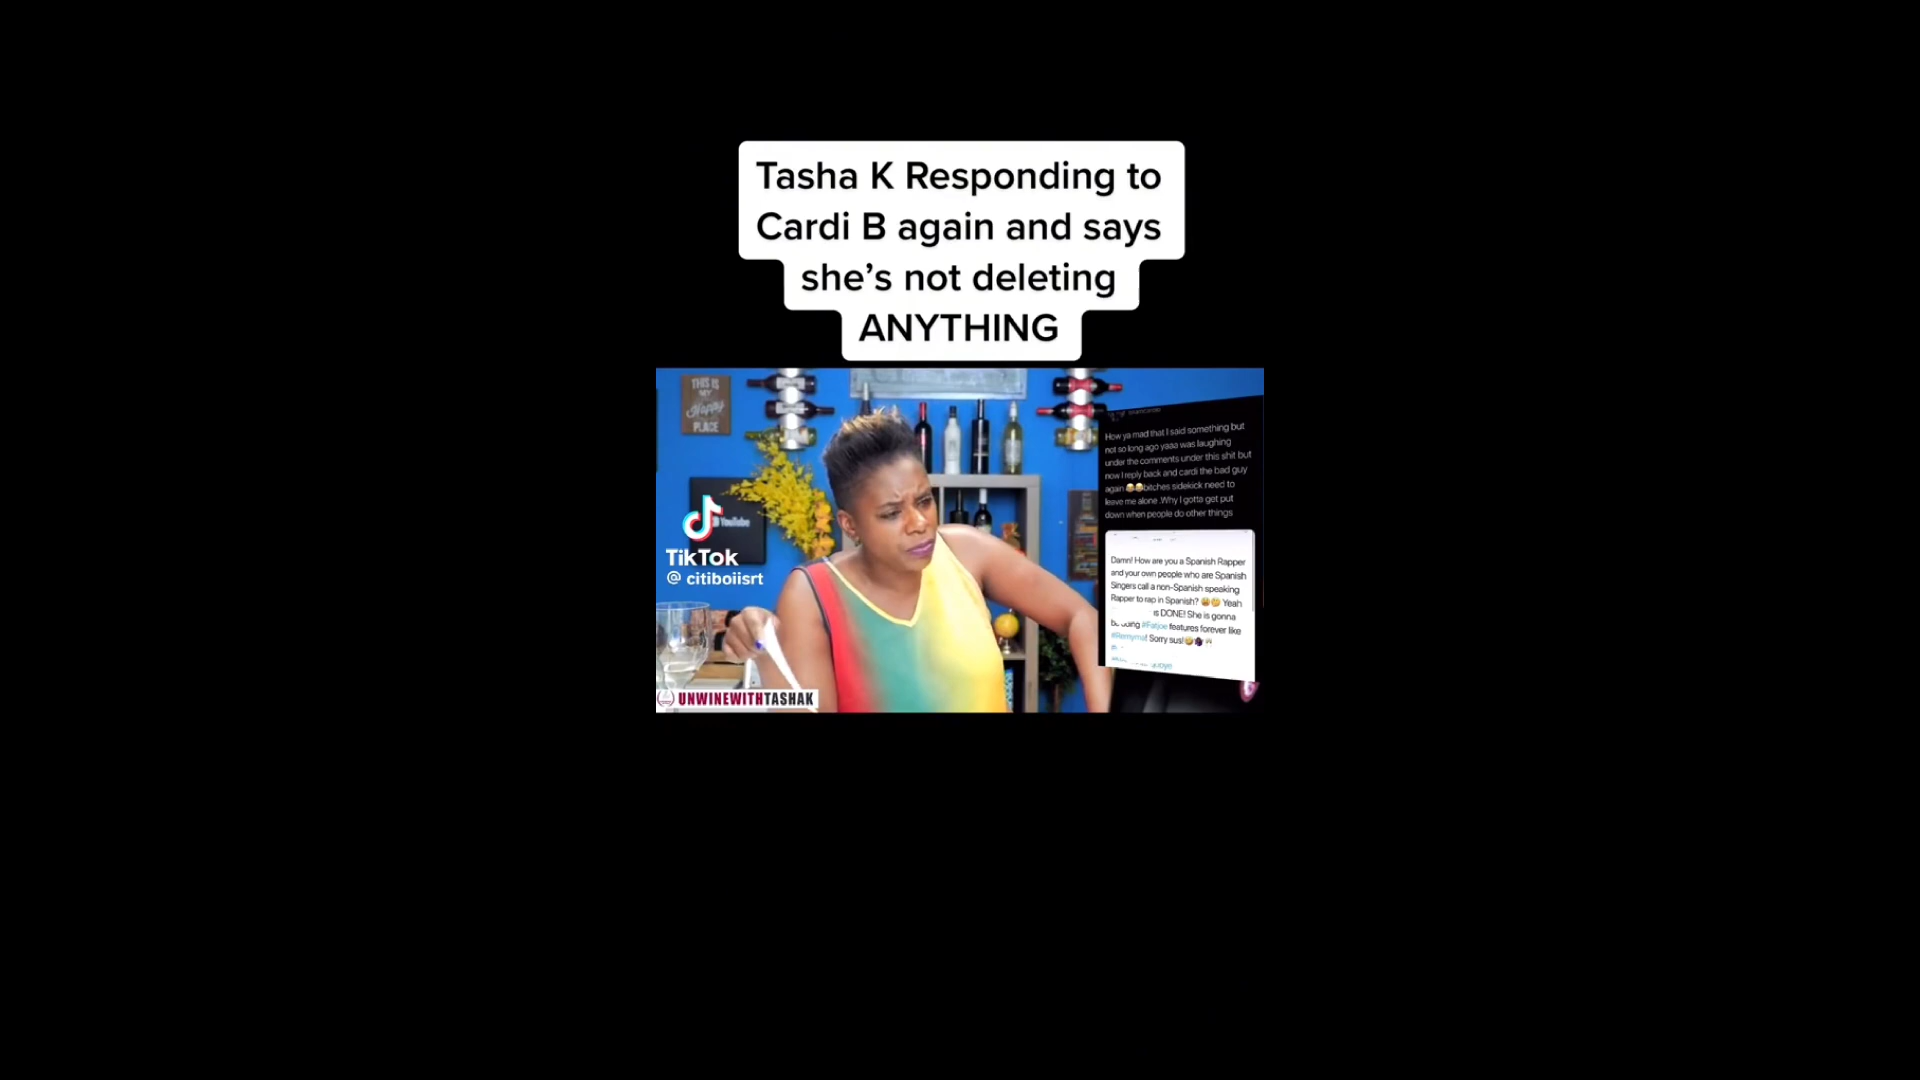 Tasha K Responding to
Cardi B again and says
she’s not deleting
ANYTHING
THIS IS
MY
Happy
PLACE
YouTube
TikTok
@ citiboiisrt
UNWINEWITHTASHAK
How ya mad that I said something but
not so long ago yaaa was laughing
under the comments under this shit but
now I reply back and cardi the bad guy
again 😂😂bitches sidekick need to
leave me alone .Why I gotta get put
down when people do other things
Damn! How are you a Spanish Rapper
and your own people who are Spanish
Singers call a non-Spanish speaking
Rapper to rap in Spanish? Yeah
is DONE! She is gonna
doing #Fatjoe features forever like
#Remyma! Sorry sus!